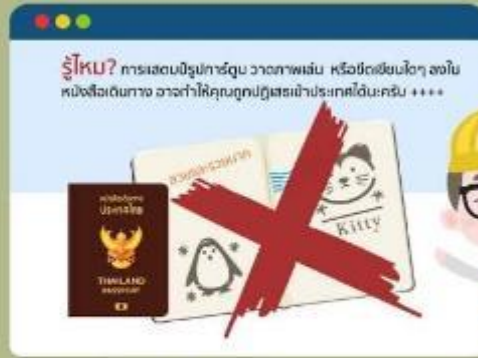 รู้ไหม? การแสตมป์รูปการ์ตูน วาดภาพเล่น หรือขีดเขียนใดๆ ลงใน
หนังสือเดินทาง อาจทำให้คุณถูกปฏิเสธเข้าประเทศได้นะครับ ++++
หนังสือเดินทาง
ประเทศไทย
THAILAND
PASSPORT
Kitty